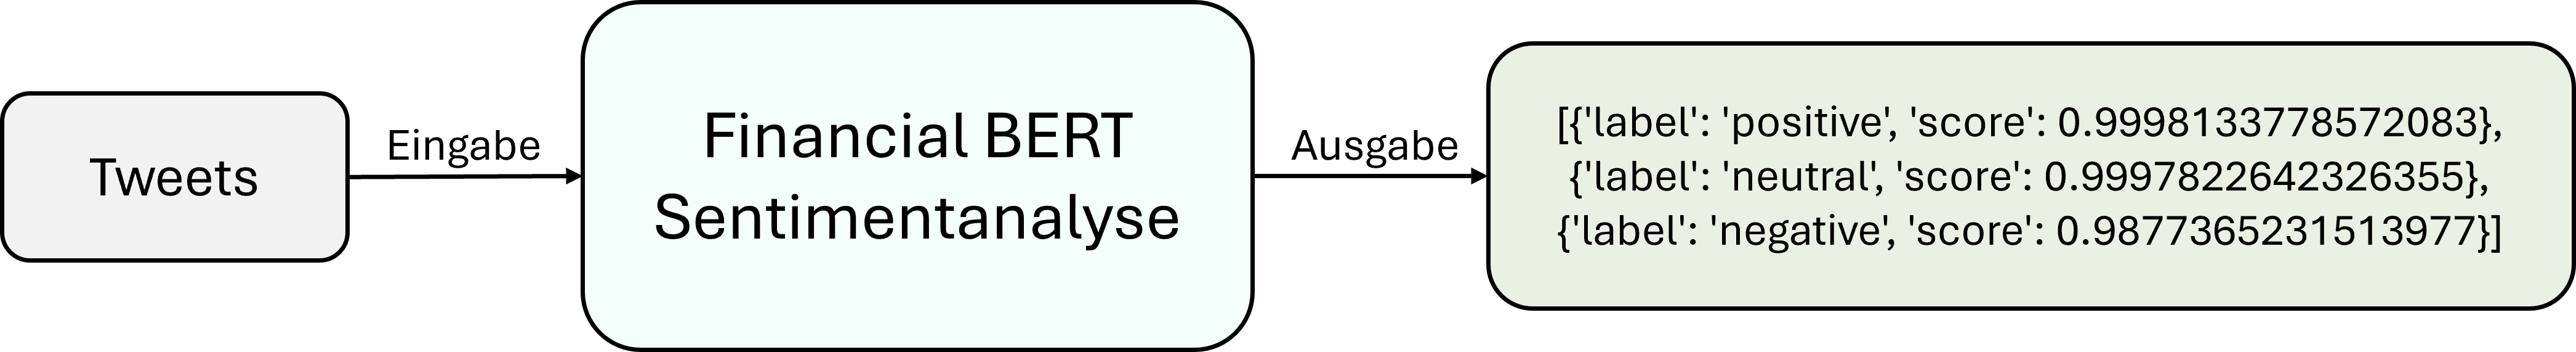 Tweets
Eingabe
Financial BERT
Sentimentanalyse
Ausgabe
[{'label': 'positive', 'score': 0.9998133778572083},
{'label': 'neutral', 'score': 0.9997822642326355},
{'label': 'negative', 'score': 0.9877365231513977}]